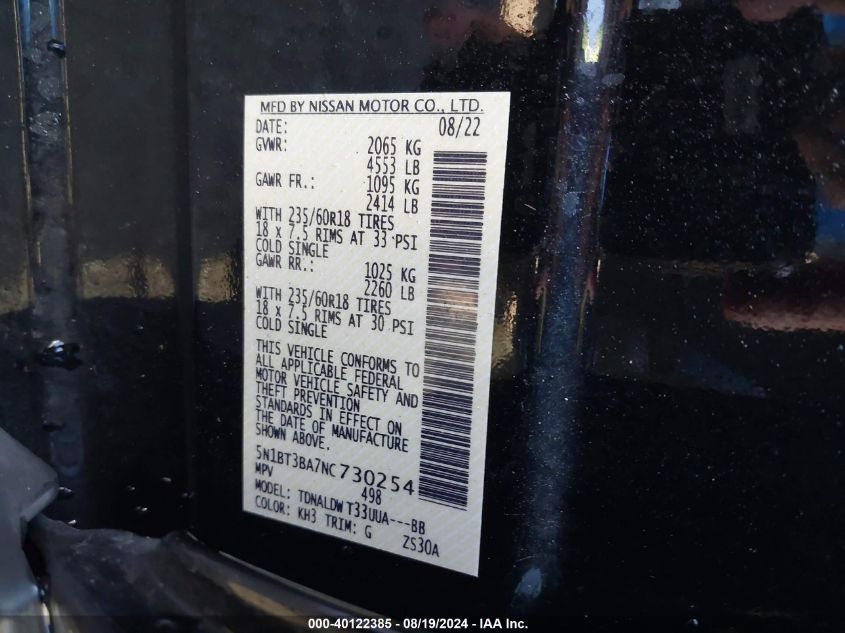 MFD BY NISSAN MOTOR CO., LTD.
DATE: 08/22
GVWR: 2065 KG
4553 LB
GAWR FR.: 1095 KG
2414 LB
WITH 235/60R18 TIRES
18 x 7.5 RIMS AT 33 PSI
COLD SINGLE
GAWR RR.: 1025 KG
2260 LB
WITH 235/60R18 TIRES
18 x 7.5 RIMS AT 30 PSI
COLD SINGLE
THIS VEHICLE CONFORMS TO
ALL APPLICABLE FEDERAL
MOTOR VEHICLE SAFETY AND
THEFT PREVENTION
STANDARDS IN EFFECT ON
THE DATE OF MANUFACTURE
SHOWN ABOVE.
5N1BT3BA7NC730254
MPV 498
MODEL: TDNALDW T33UUA---BB
COLOR: KH3 TRIM: G ZS30A
000-40122385 - 08/19/2024 - IAA Inc.